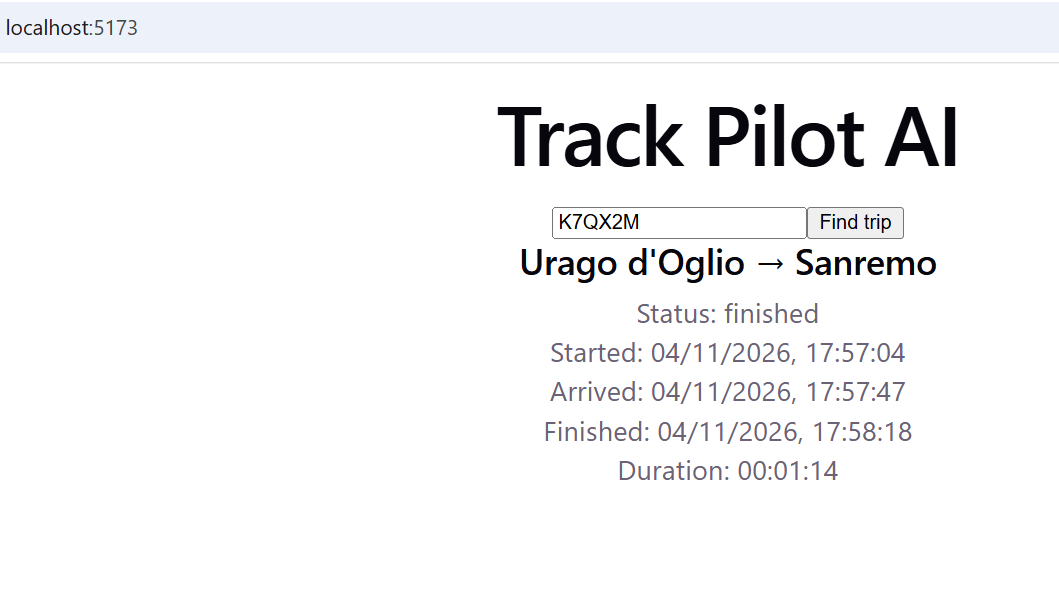 localhost:5173
Track Pilot AI
K7QX2M Find trip
Urago d'Oglio → Sanremo
Status: finished
Started: 04/11/2026, 17:57:04
Arrived: 04/11/2026, 17:57:47
Finished: 04/11/2026, 17:58:18
Duration: 00:01:14